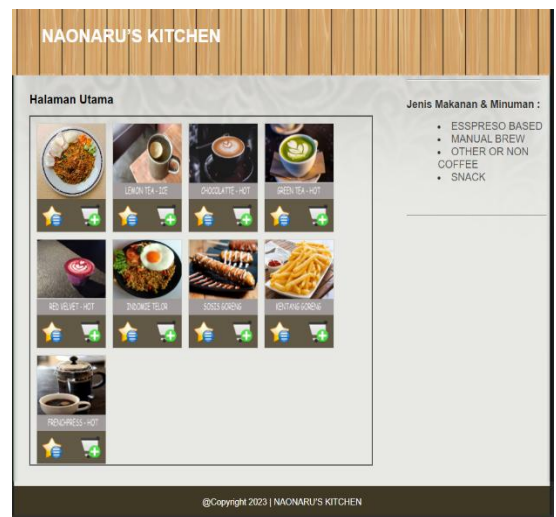 NAONARU'S KITCHEN
Halaman Utama
LEMON TEA - ICE
CHOCOLATTE - HOT
GREEN TEA - HOT
RED VELVET - HOT
INDOMIE TELOR
SOSIS GORENG
KENTANG GORENG
FRENCHPRESS - HOT
Jenis Makanan & Minuman :
ESSPRESO BASED
MANUAL BREW
OTHER OR NON
COFFEE
SNACK
@Copyright 2023 | NAONARU'S KITCHEN